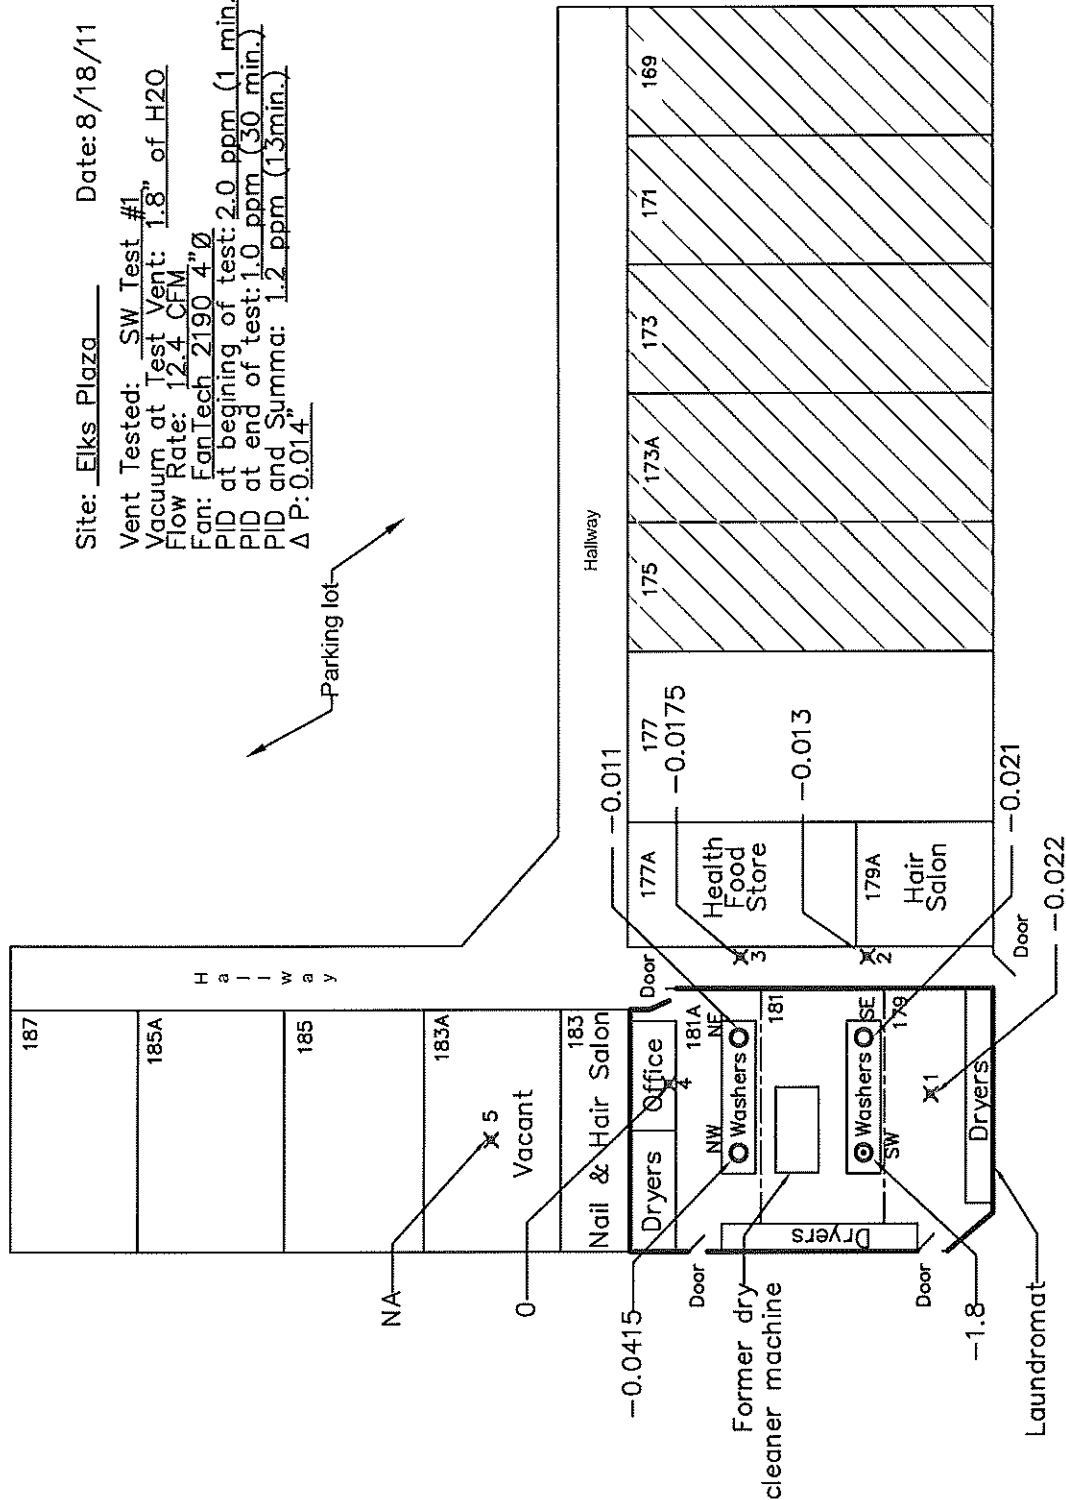 Site: Elks Plaza Date: 8/18/11
Vent Tested: SW Test #1
Vacuum at Test Vent: 1.8" of H20
Flow Rate: 12.4 CFM
Fan: FanTech 2190 4"Ø
PID at begining of test: 2.0 ppm (1 min.
PID at end of test: 1.0 ppm (30 min.)
PID and Summa: 1.2 ppm (13min.)
Δ P: 0.014"
Parking lot
Hallway
187
185A
185
183A
5
Vacant
NA
183
Nail & Hair Salon
0
Hallway
169
171
173
173A
175
177
-0.0175
-0.011
-0.013
-0.021
177A
Health
Food
Store
179A
Hair
Salon
3
2
Door
Door
Dryers
Office
4
181A
NW
NE
Washers
181
-0.0415
Former dry
cleaner machine
Dryers
Washers
SW
SE
179
1
Dryers
-0.022
Door
Door
-1.8
Laundromat